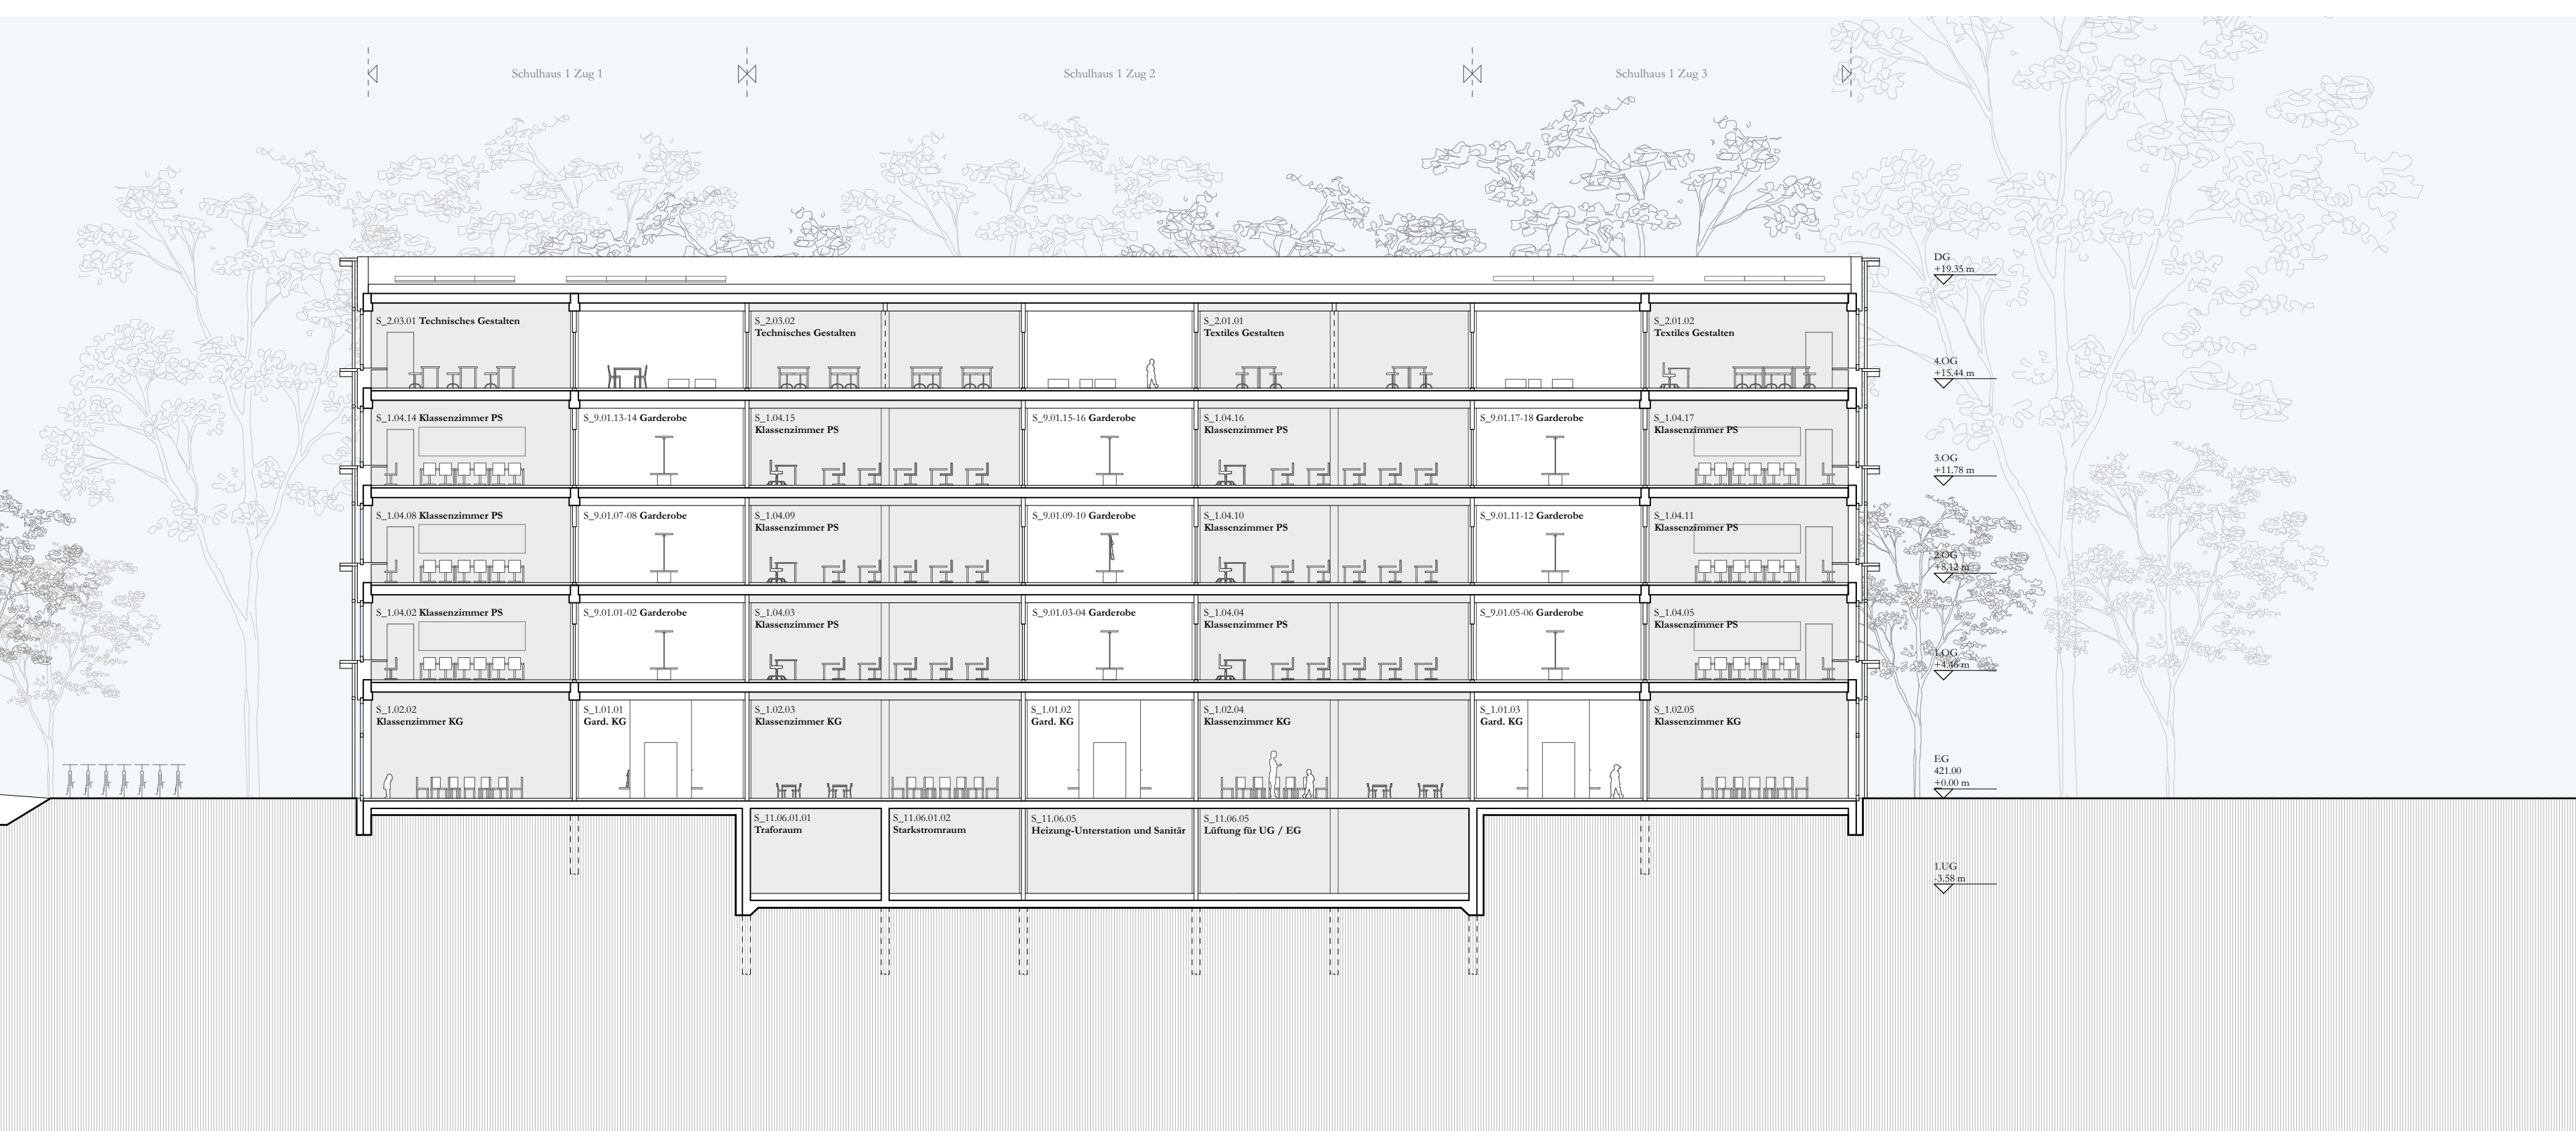 Schulhaus 1 Zug 1
Schulhaus 1 Zug 2
Schulhaus 1 Zug 3
DG
+19.35 m
S_2.03.01 Technisches Gestalten
S_2.03.02
Technisches Gestalten
S_2.01.01
Textiles Gestalten
S_2.01.02
Textiles Gestalten
4.OG
+15.44 m
S_1.04.14 Klassenzimmer PS
S_9.01.13-14 Garderobe
S_1.04.15
Klassenzimmer PS
S_9.01.15-16 Garderobe
S_1.04.16
Klassenzimmer PS
S_9.01.17-18 Garderobe
S_1.04.17
Klassenzimmer PS
3.OG
+11.78 m
S_1.04.08 Klassenzimmer PS
S_9.01.07-08 Garderobe
S_1.04.09
Klassenzimmer PS
S_9.01.09-10 Garderobe
S_1.04.10
Klassenzimmer PS
S_9.01.11-12 Garderobe
S_1.04.11
Klassenzimmer PS
2.OG
+8.12 m
S_1.04.02 Klassenzimmer PS
S_9.01.01-02 Garderobe
S_1.04.03
Klassenzimmer PS
S_9.01.03-04 Garderobe
S_1.04.04
Klassenzimmer PS
S_9.01.05-06 Garderobe
S_1.04.05
Klassenzimmer PS
1.OG
+4.46 m
S_1.02.02
Klassenzimmer KG
S_1.01.01
Gard. KG
S_1.02.03
Klassenzimmer KG
S_1.01.02
Gard. KG
S_1.02.04
Klassenzimmer KG
S_1.01.03
Gard. KG
S_1.02.05
Klassenzimmer KG
EG
421.00
+0.00 m
S_11.06.01.01
Traforaum
S_11.06.01.02
Starkstromraum
S_11.06.05
Heizung-Unterstation und Sanitär
S_11.06.05
Lüftung für UG / EG
1.UG
-3.58 m